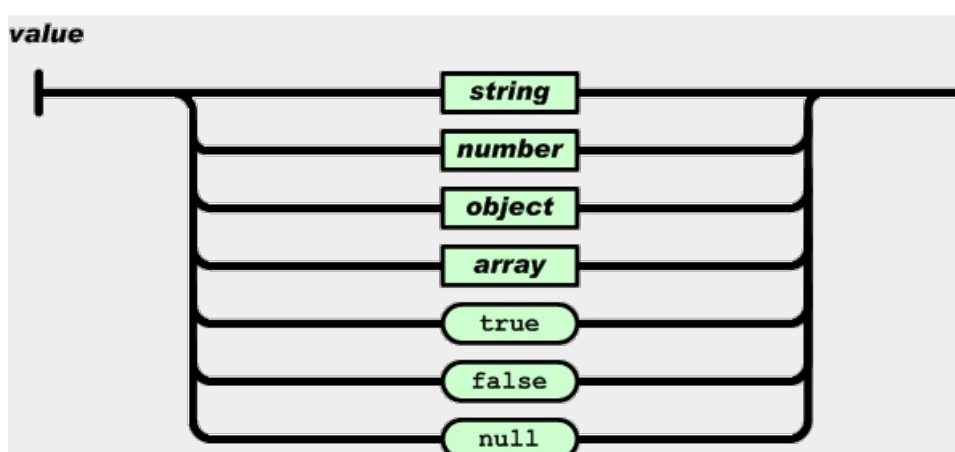 value
string
number
object
array
true
false
null